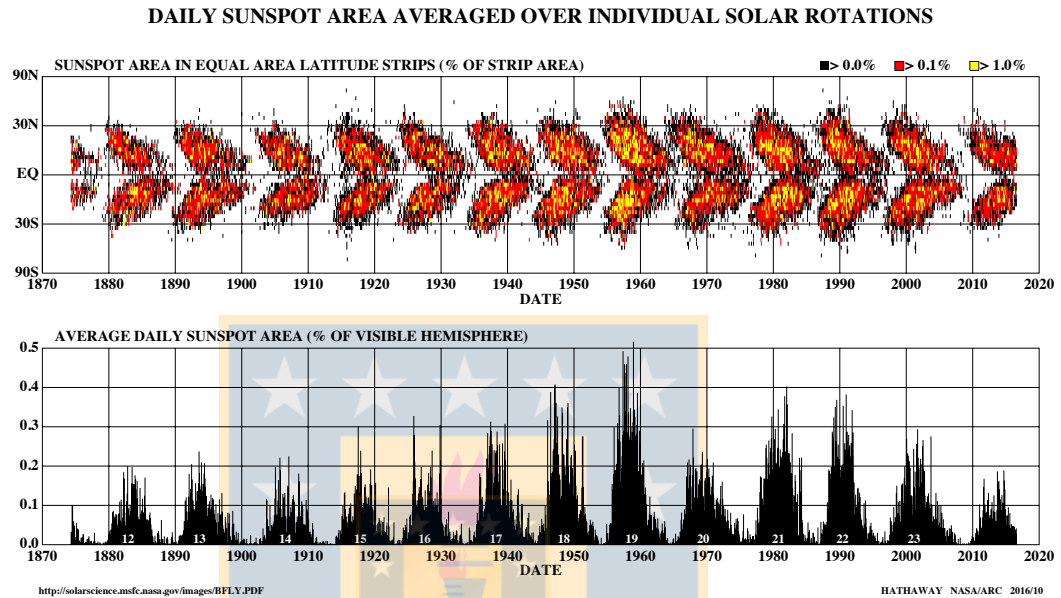 DAILY SUNSPOT AREA AVERAGED OVER INDIVIDUAL SOLAR ROTATIONS
SUNSPOT AREA IN EQUAL AREA LATITUDE STRIPS (% OF STRIP AREA) > 0.0% > 0.1% > 1.0%
90N
30N
EQ
30S
90S
1870 1880 1890 1900 1910 1920 1930 1940 1950 1960 1970 1980 1990 2000 2010 2020
DATE
AVERAGE DAILY SUNSPOT AREA (% OF VISIBLE HEMISPHERE)
0.5
0.4
0.3
0.2
0.1
0.0
12 13 14 15 16 17 18 19 20 21 22 23
1870 1880 1890 1900 1910 1920 1930 1940 1950 1960 1970 1980 1990 2000 2010 2020
DATE
http://solarscience.msfc.nasa.gov/images/BFLY.PDF HATHAWAY NASA/ARC 2016/10